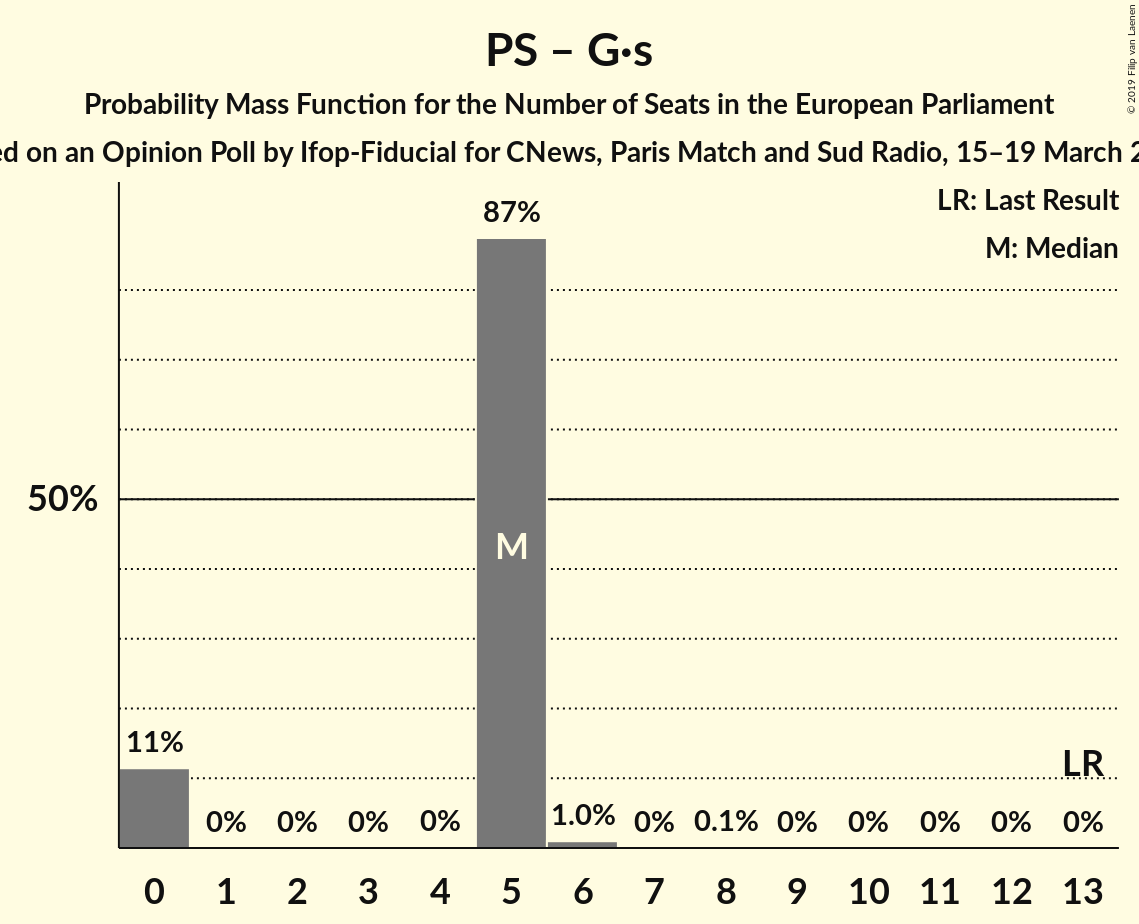 PS – G·s
Probability Mass Function for the Number of Seats in the European Parliament
on an Opinion Poll by Ifop-Fiducial for CNews, Paris Match and Sud Radio, 15–19 March
© 2019 Filip van Laenen
LR: Last Result
M: Median
87%
50%
M
11%
0%
0%
0%
0%
1.0%
0%
0.1%
0%
0%
0%
0%
LR
0%
0 1 2 3 4 5 6 7 8 9 10 11 12 13